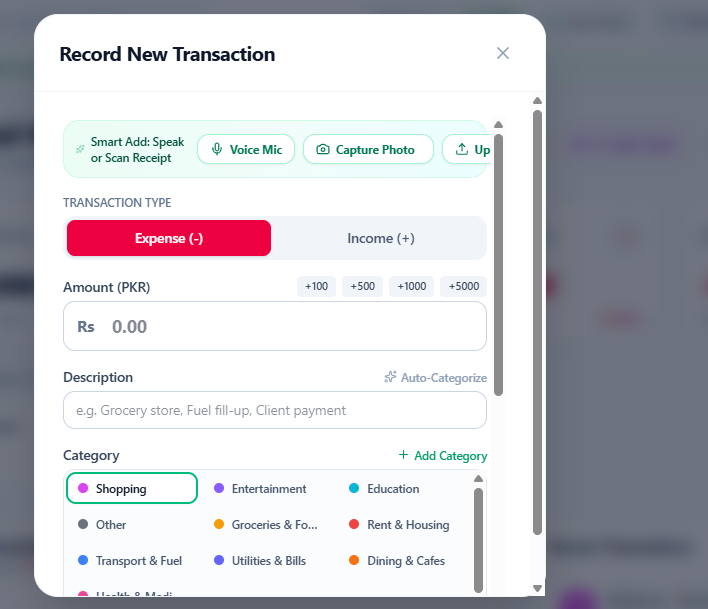 Record New Transaction
Smart Add: Speak
or Scan Receipt
Voice Mic
Capture Photo
Up
TRANSACTION TYPE
Expense (-)
Income (+)
Amount (PKR)
+100
+500
+1000
+5000
Rs 0.00
Description
Auto-Categorize
e.g. Grocery store, Fuel fill-up, Client payment
Category
+ Add Category
Shopping
Entertainment
Education
Other
Groceries & Fo...
Rent & Housing
Transport & Fuel
Utilities & Bills
Dining & Cafes
Health & Medi